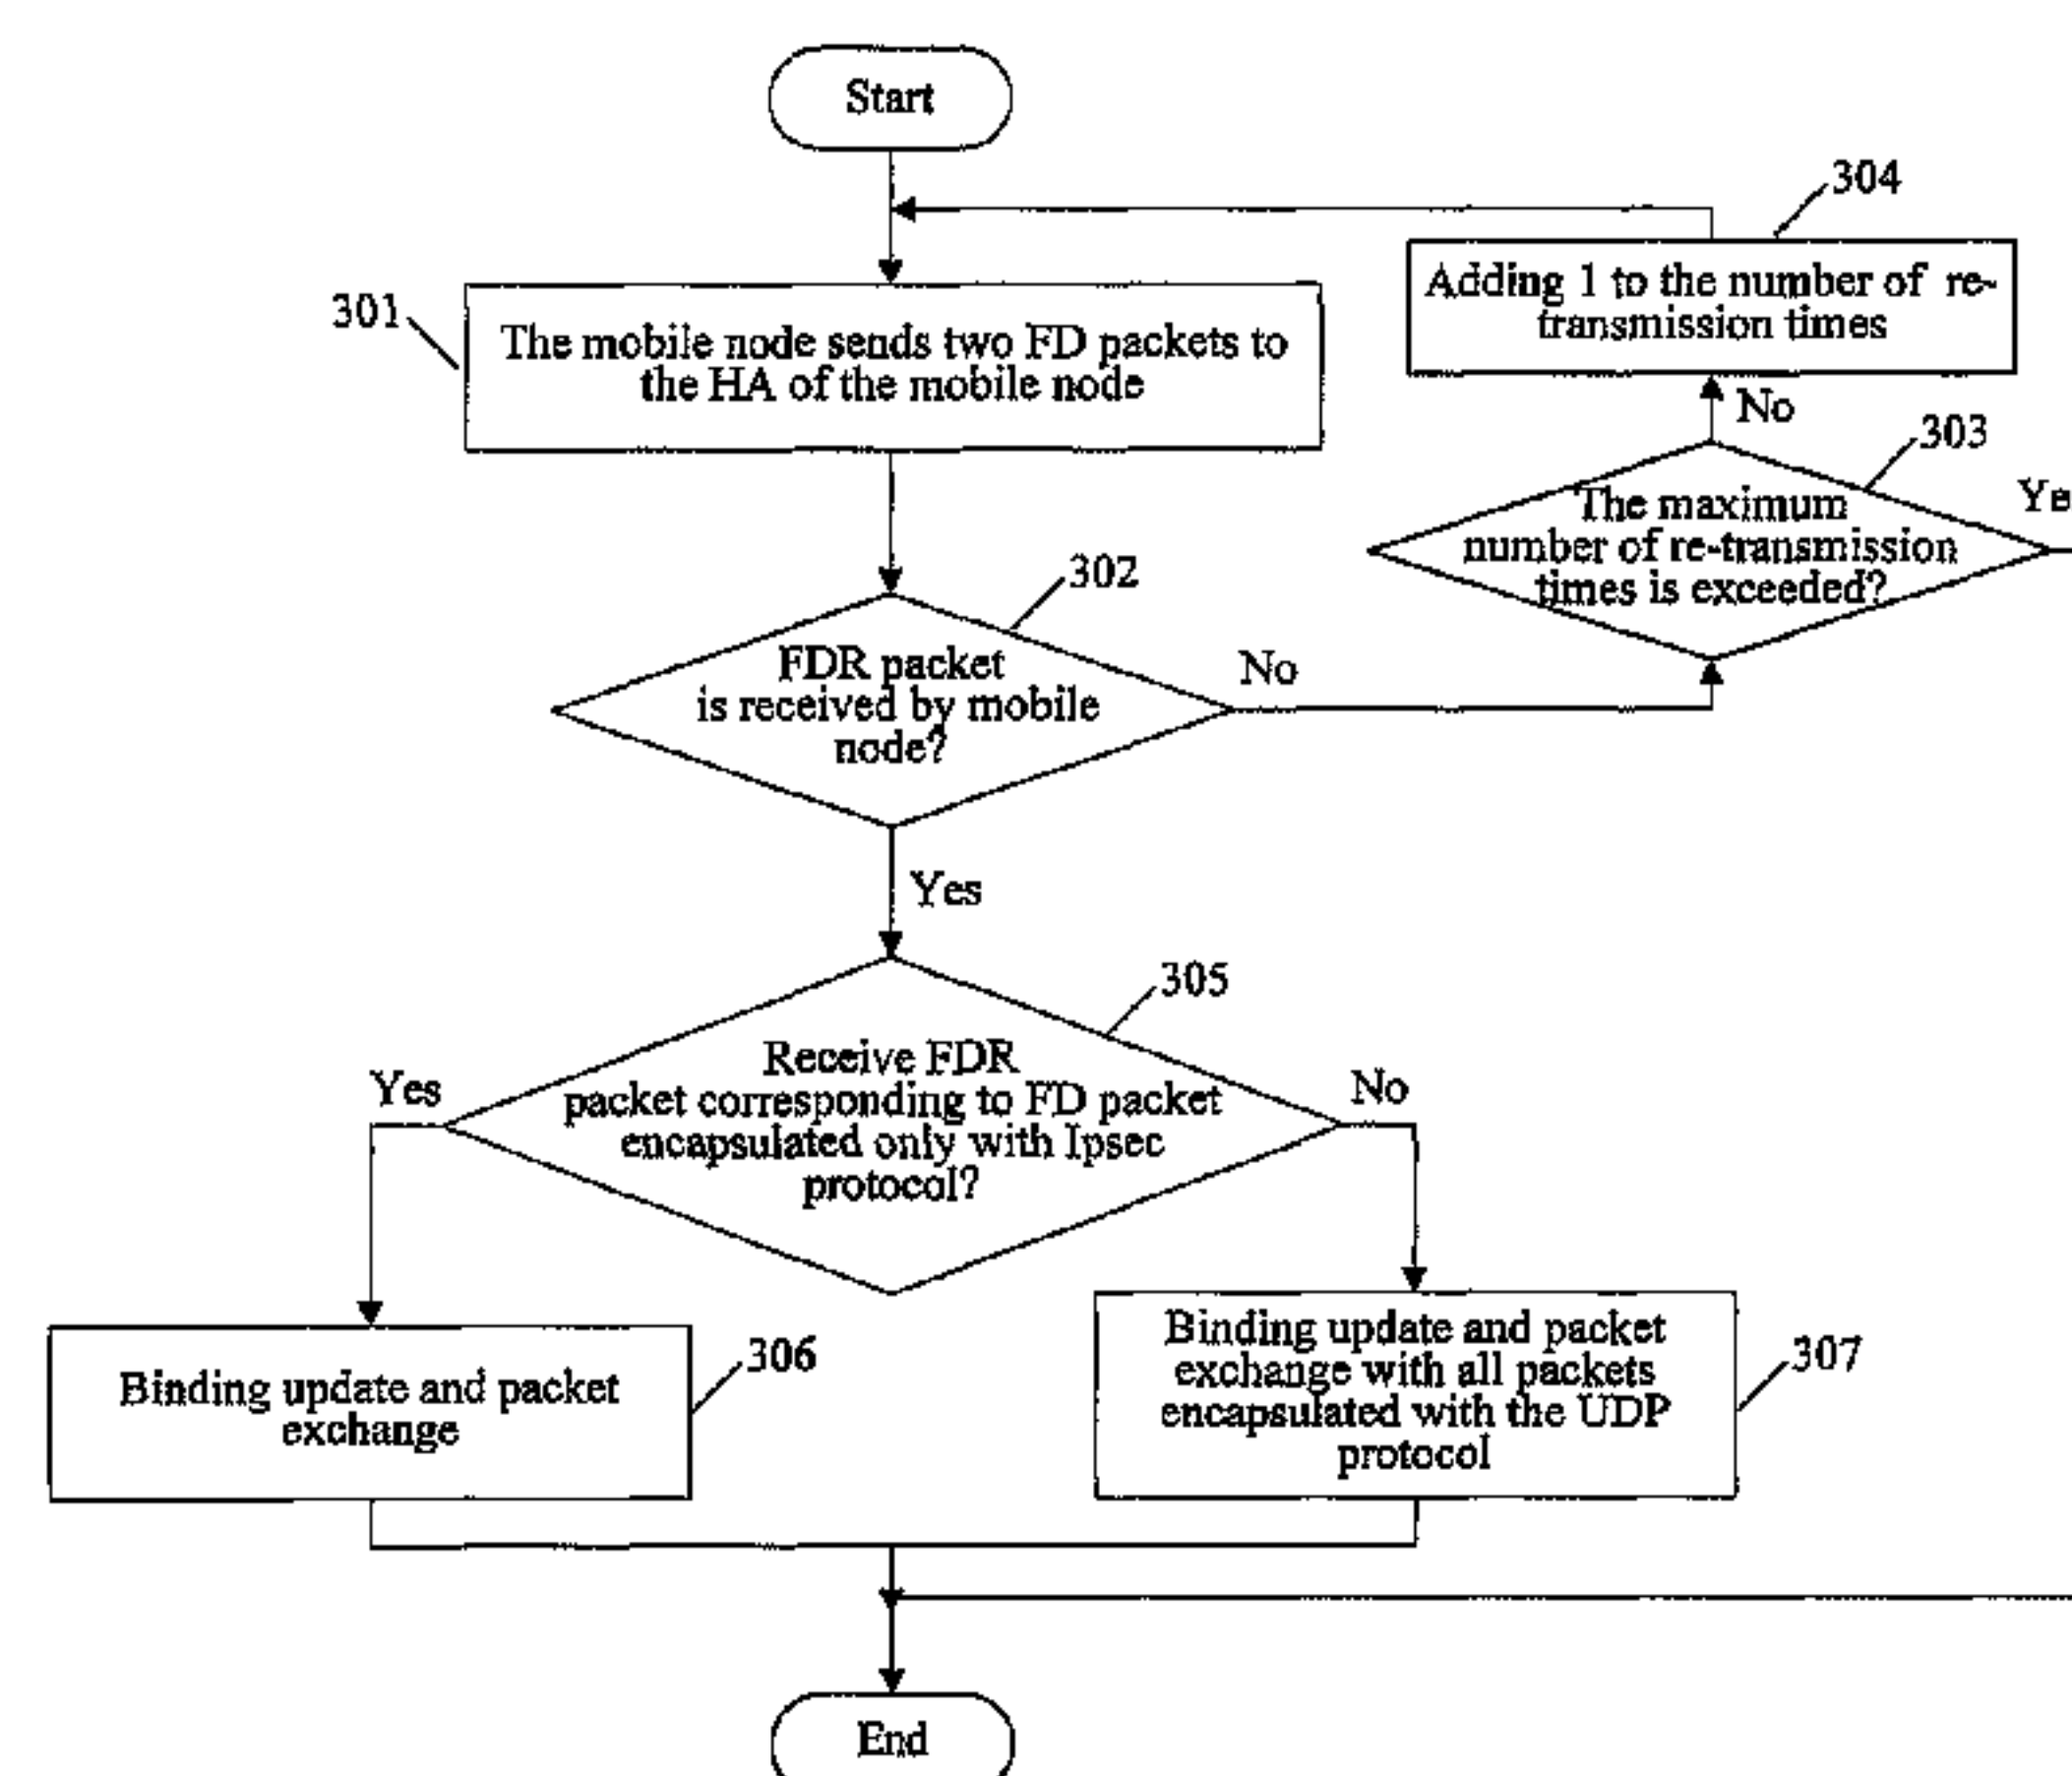 Start
304
Adding 1 to the number of re-
transmission times
301
The mobile node sends two FD packets to
the HA of the mobile node
No
303
The maximum
number of re-transmission
times is exceeded?
Ye
302
FDR packet
is received by mobile
node?
No
Yes
305
Receive FDR
packet corresponding to FD packet
encapsulated only with Ipsec
protocol?
Yes
No
306
Binding update and packet
exchange
307
Binding update and packet
exchange with all packets
encapsulated with the UDP
protocol
End